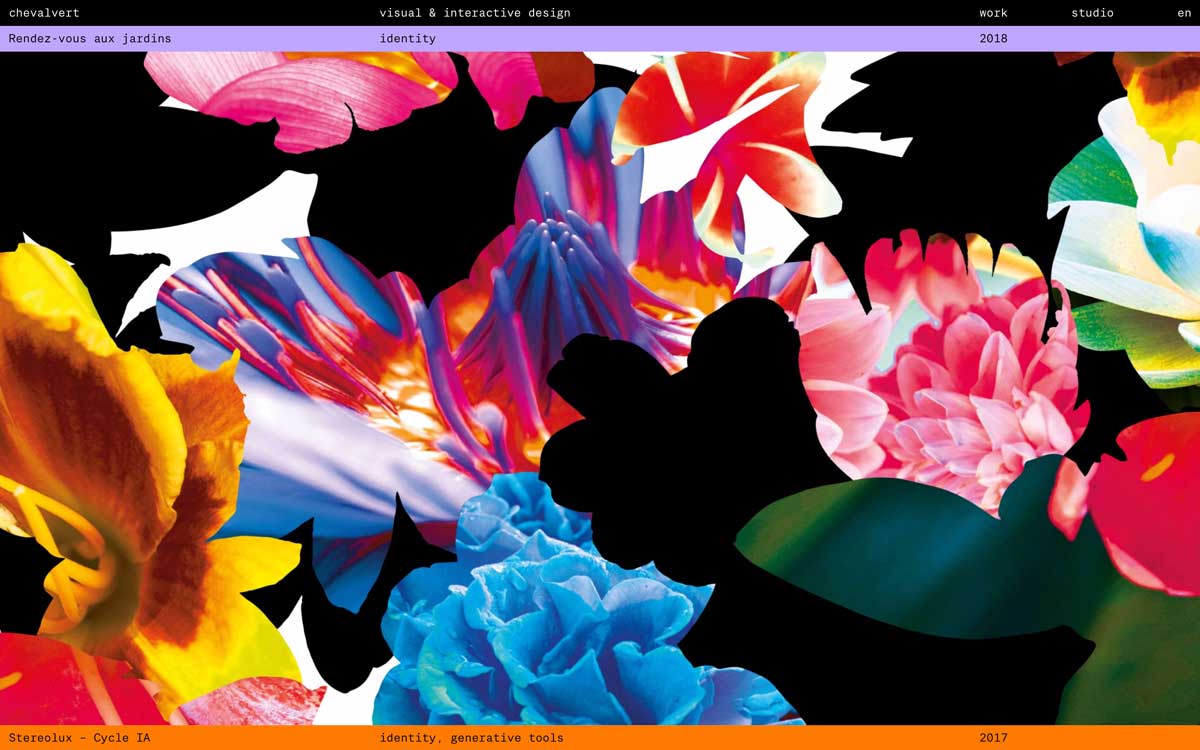 chevalvert visual & interactive design work studio en
Rendez-vous aux jardins identity 2018
Stereolux – Cycle IA identity, generative tools 2017